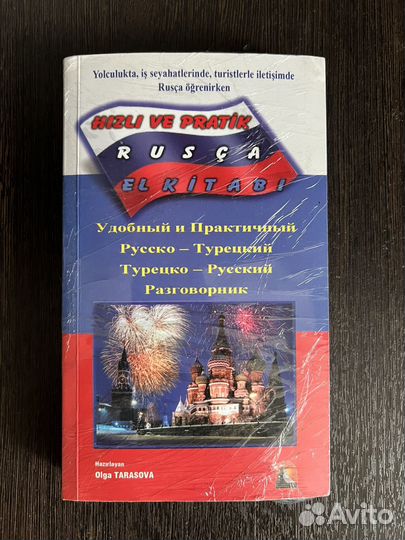 Yolculukta, iş seyahatlerinde, turistlerle iletişimde
Rusça öğrenirken
HIZLI VE PRATİK
RUSÇA
EL KİTABI
Удобный и Практичный
Русско – Турецкий
Турецко – Русский
Разговорник
Hazırlayan
Olga TARASOVA
Avito